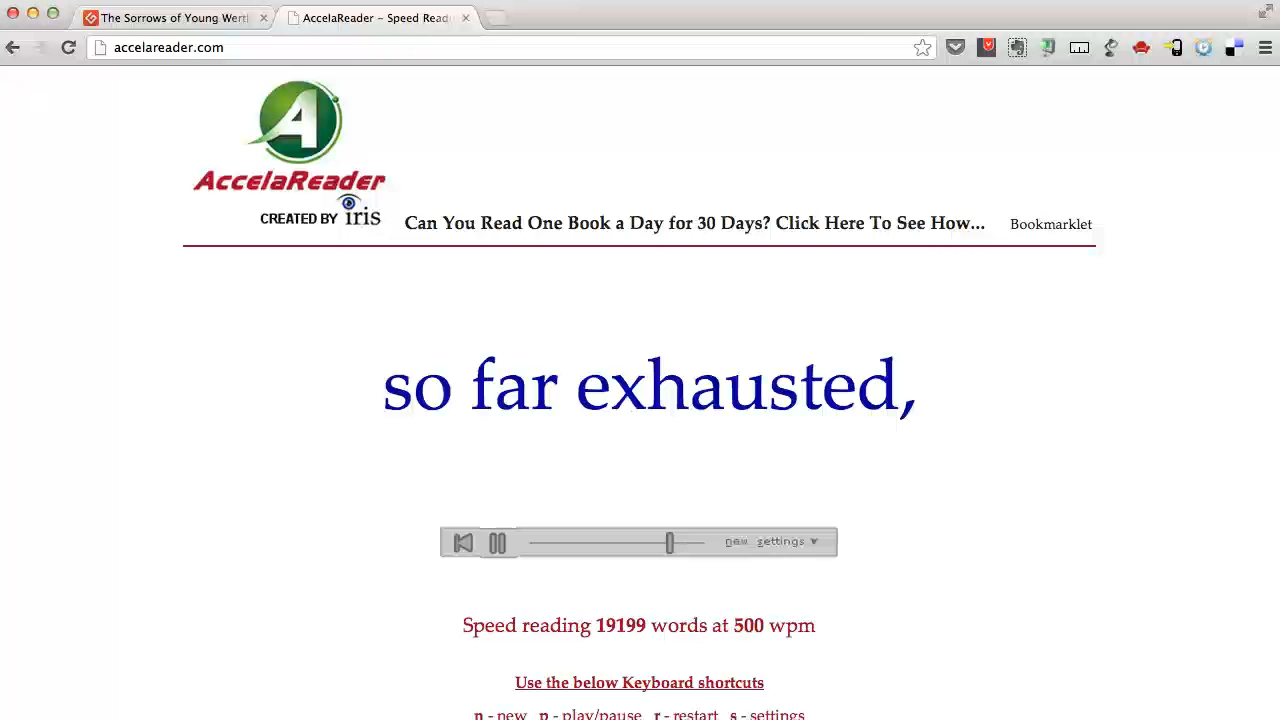 The Sorrows of Young Wert
AccelaReader – Speed Read
accelareader.com
A
AccelaReader
CREATED BY iris
Can You Read One Book a Day for 30 Days? Click Here To See How... Bookmarklet
so far exhausted,
new settings ▼
Speed reading 19199 words at 500 wpm
Use the below Keyboard shortcuts
n - new p - play/pause r - restart s - settings